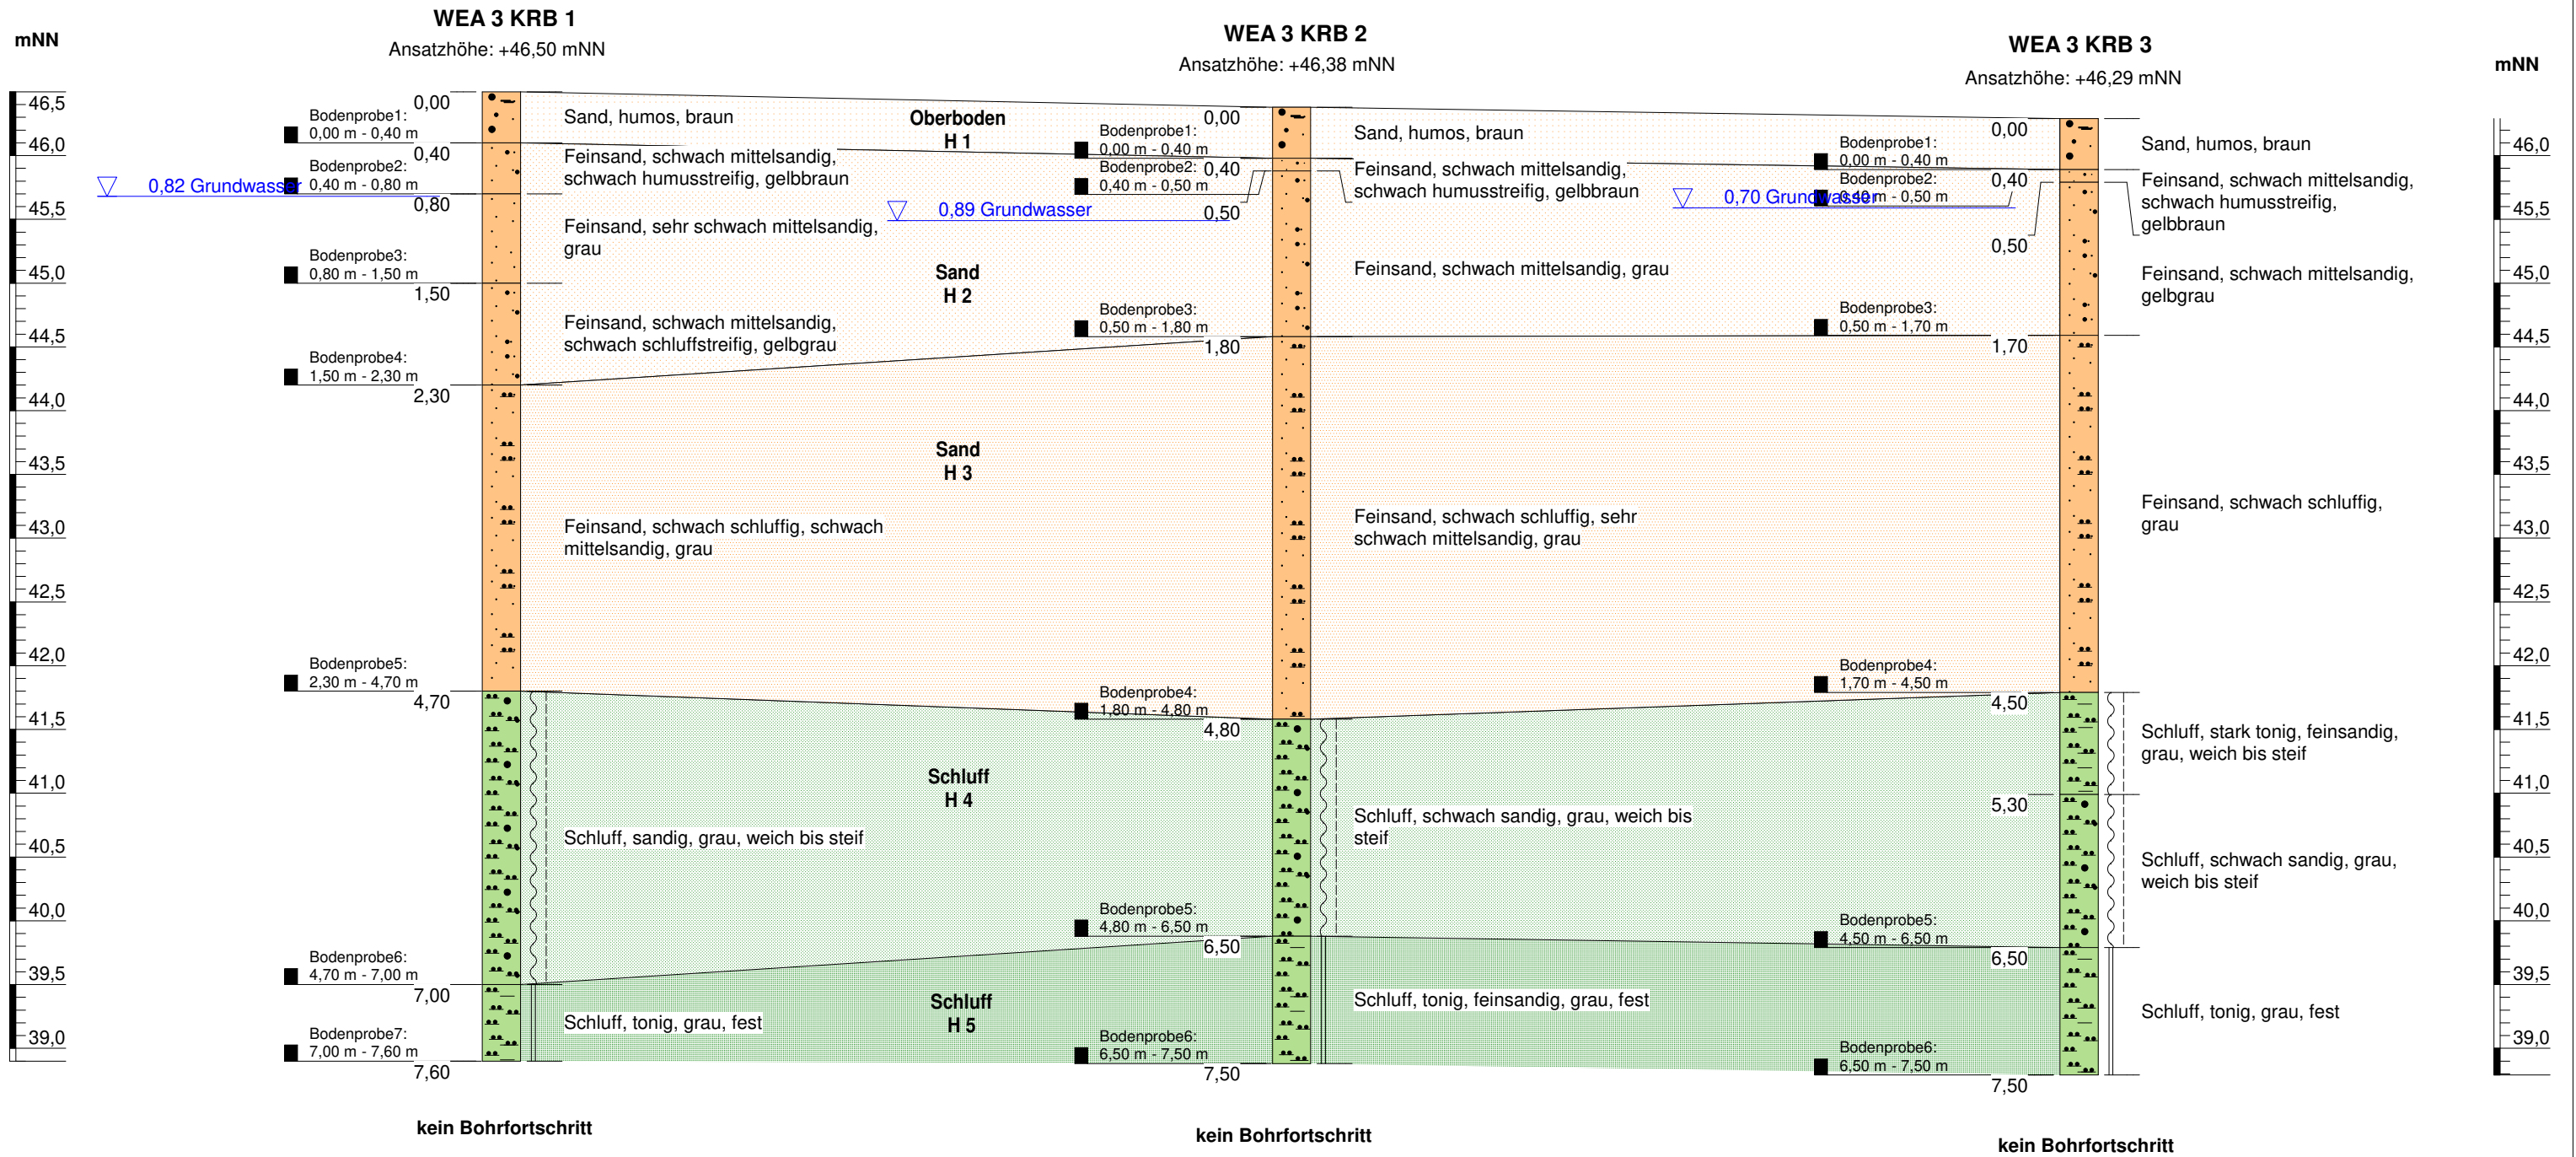 WEA 3 KRB 1
Ansatzhöhe: +46,50 mNN
WEA 3 KRB 2
Ansatzhöhe: +46,38 mNN
WEA 3 KRB 3
Ansatzhöhe: +46,29 mNN
mNN
46,5
46,0
45,5
45,0
44,5
44,0
43,5
43,0
42,5
42,0
41,5
41,0
40,5
40,0
39,5
39,0
0,82 Grundwasser
Bodenprobe1:
0,00 m - 0,40 m
Bodenprobe2:
0,40 m - 0,80 m
Bodenprobe3:
0,80 m - 1,50 m
Bodenprobe4:
1,50 m - 2,30 m
Bodenprobe5:
2,30 m - 4,70 m
Bodenprobe6:
4,70 m - 7,00 m
Bodenprobe7:
7,00 m - 7,60 m
0,00
0,40
0,80
1,50
2,30
4,70
7,00
7,60
Sand, humos, braun
Feinsand, schwach mittelsandig,
schwach humusstreifig, gelbbraun
Feinsand, sehr schwach mittelsandig,
grau
Feinsand, schwach mittelsandig,
schwach schluffstreifig, gelbgrau
Feinsand, schwach schluffig, schwach
mittelsandig, grau
Schluff, sandig, grau, weich bis steif
Schluff, tonig, grau, fest
kein Bohrfortschritt
Oberboden
H 1
Sand
H 2
Sand
H 3
Schluff
H 4
Schluff
H 5
0,89 Grundwasser
Bodenprobe1:
0,00 m - 0,40 m
Bodenprobe2:
0,40 m - 0,50 m
Bodenprobe3:
0,50 m - 1,80 m
Bodenprobe4:
1,80 m - 4,80 m
Bodenprobe5:
4,80 m - 6,50 m
Bodenprobe6:
6,50 m - 7,50 m
0,00
0,40
0,50
1,80
4,80
6,50
7,50
Sand, humos, braun
Feinsand, schwach mittelsandig,
schwach humusstreifig, gelbbraun
Feinsand, schwach mittelsandig, grau
Feinsand, schwach schluffig, sehr
schwach mittelsandig, grau
Schluff, schwach sandig, grau, weich bis
steif
Schluff, tonig, feinsandig, grau, fest
kein Bohrfortschritt
0,70 Grundwasser
Bodenprobe1:
0,00 m - 0,40 m
Bodenprobe2:
0,40 m - 0,50 m
Bodenprobe3:
0,50 m - 1,70 m
Bodenprobe4:
1,70 m - 4,50 m
Bodenprobe5:
4,50 m - 6,50 m
Bodenprobe6:
6,50 m - 7,50 m
0,00
0,40
0,50
1,70
4,50
5,30
6,50
7,50
Sand, humos, braun
Feinsand, schwach mittelsandig,
schwach humusstreifig,
gelbbraun
Feinsand, schwach mittelsandig,
gelbgrau
Feinsand, schwach schluffig,
grau
Schluff, stark tonig, feinsandig,
grau, weich bis steif
Schluff, schwach sandig, grau,
weich bis steif
Schluff, tonig, grau, fest
kein Bohrfortschritt
mNN
46,0
45,5
45,0
44,5
44,0
43,5
43,0
42,5
42,0
41,5
41,0
40,5
40,0
39,5
39,0